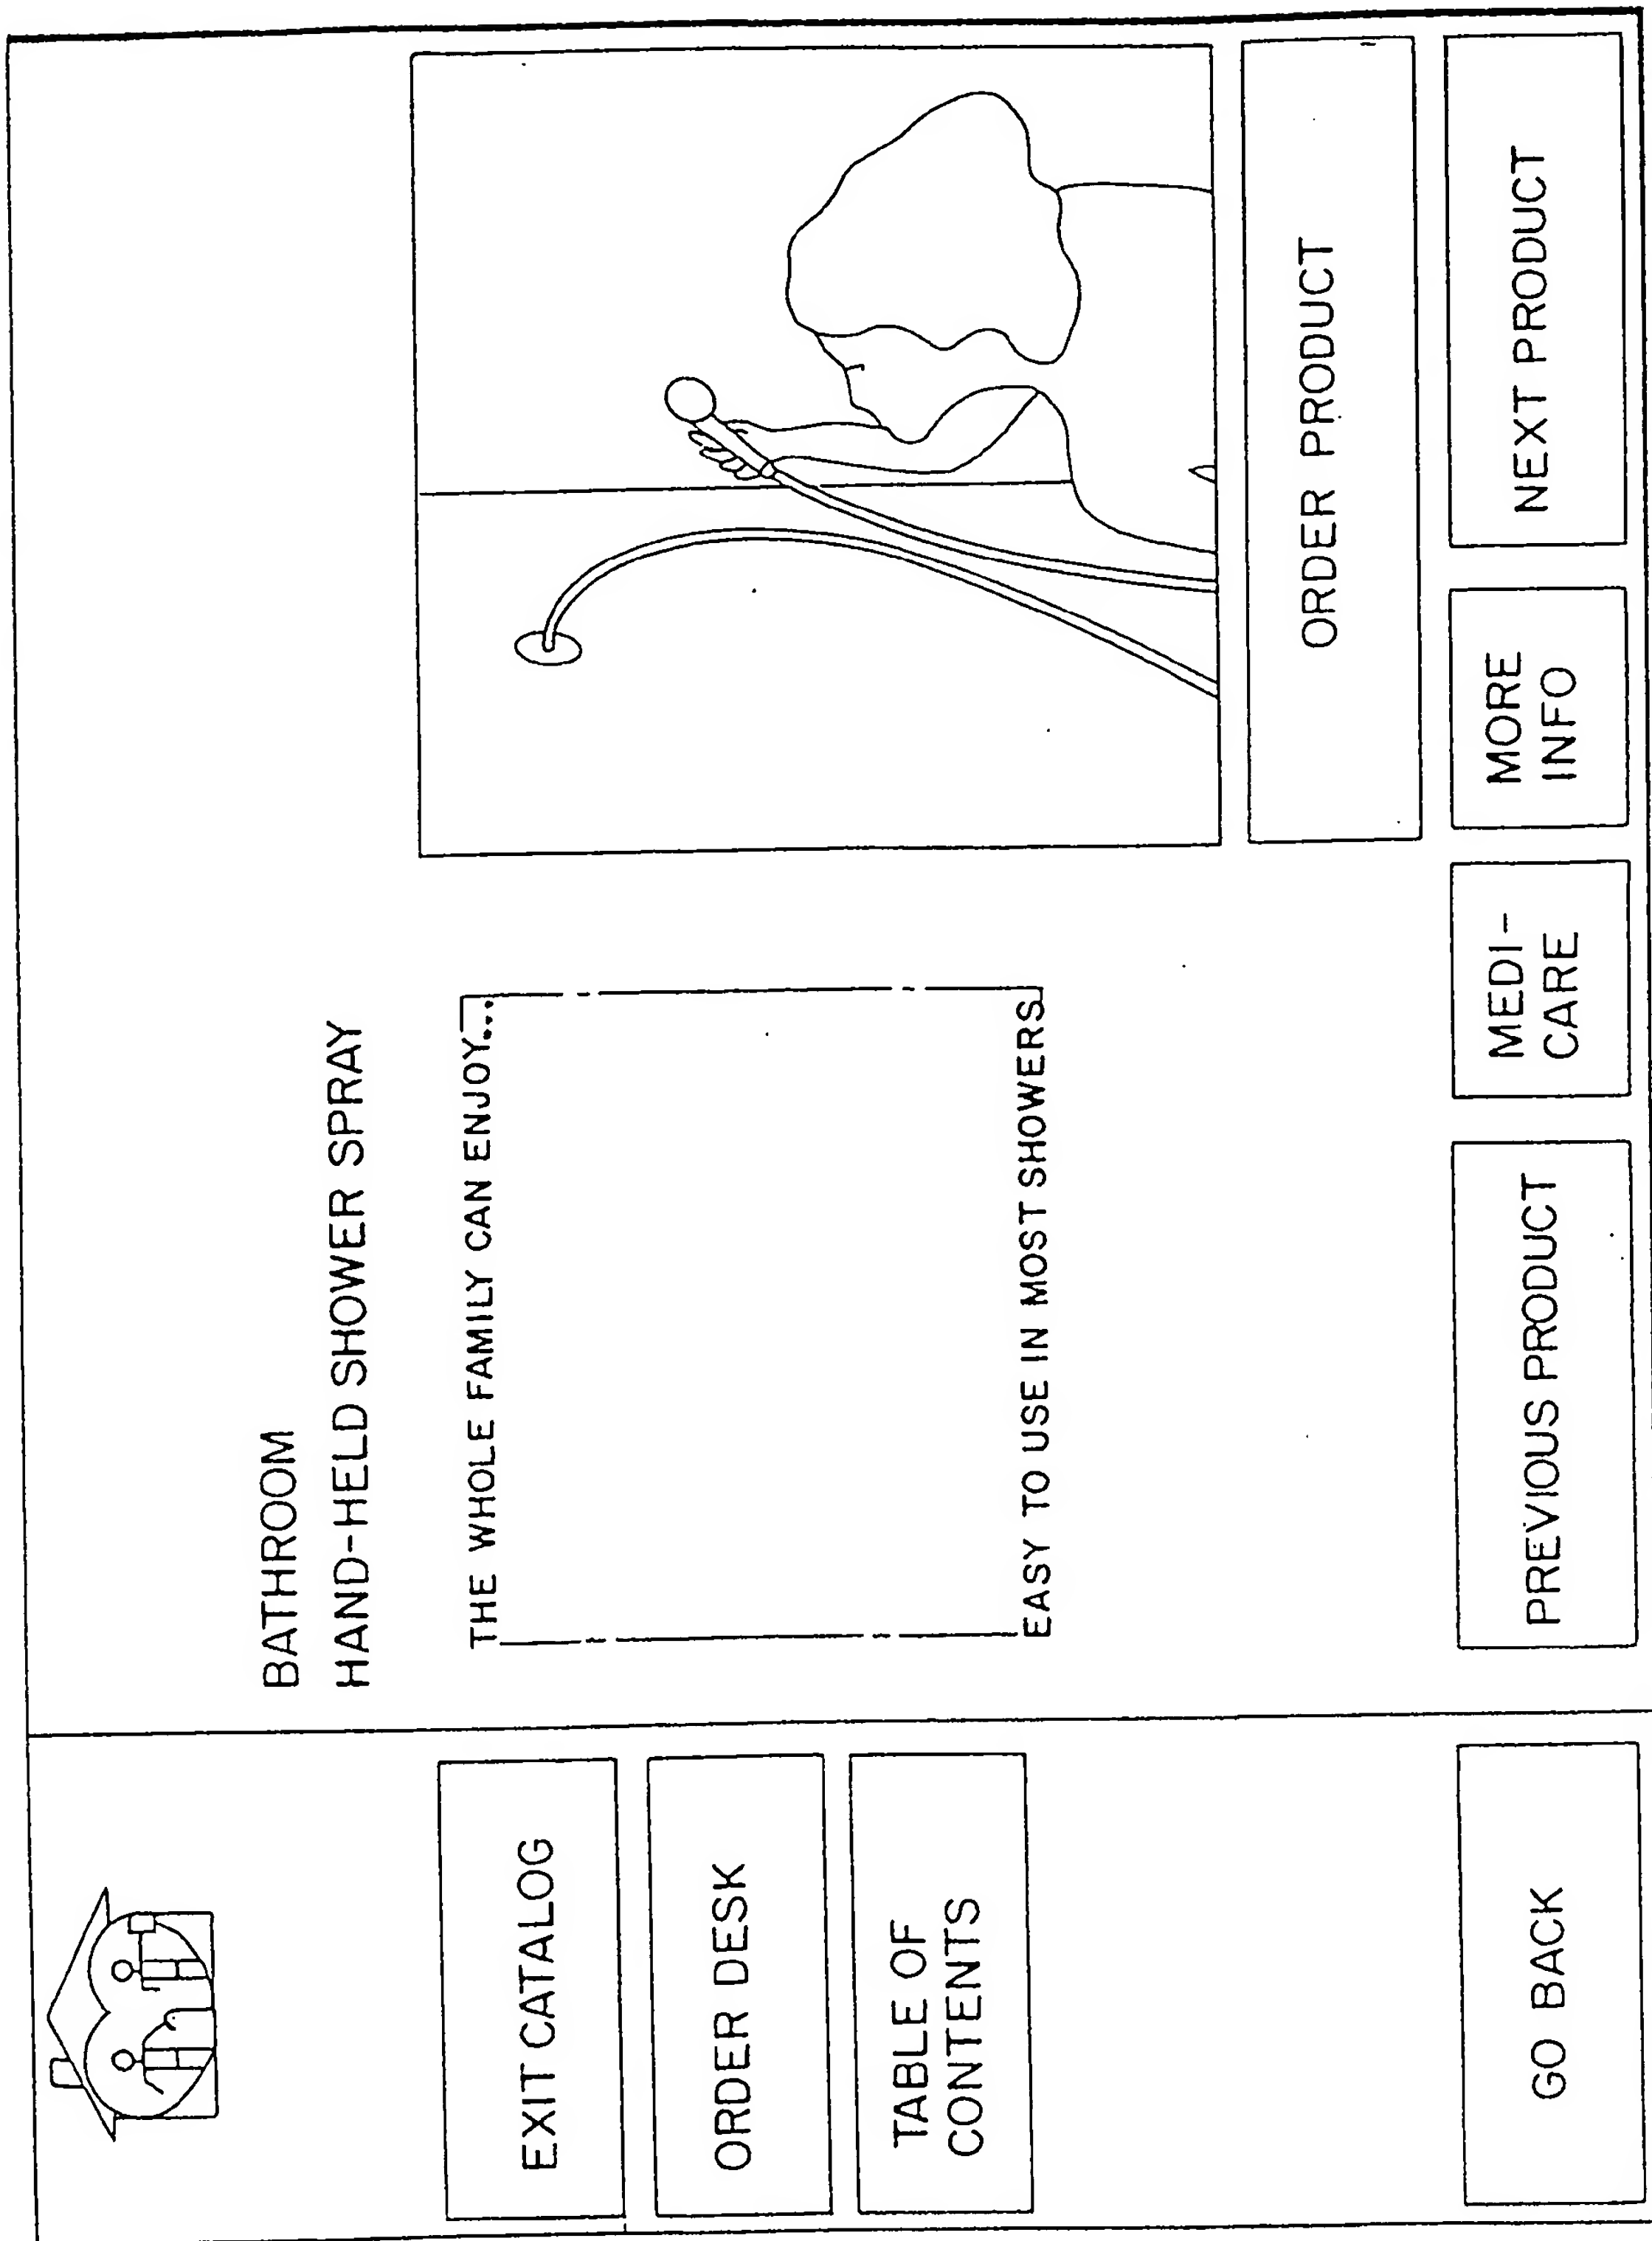 BATHROOM
HAND-HELD SHOWER SPRAY
THE WHOLE FAMILY CAN ENJOY...
EASY TO USE IN MOST SHOWERS
EXIT CATALOG
ORDER DESK
TABLE OF
CONTENTS
GO BACK
ORDER PRODUCT
PREVIOUS PRODUCT
MEDI-
CARE
MORE
INFO
NEXT PRODUCT